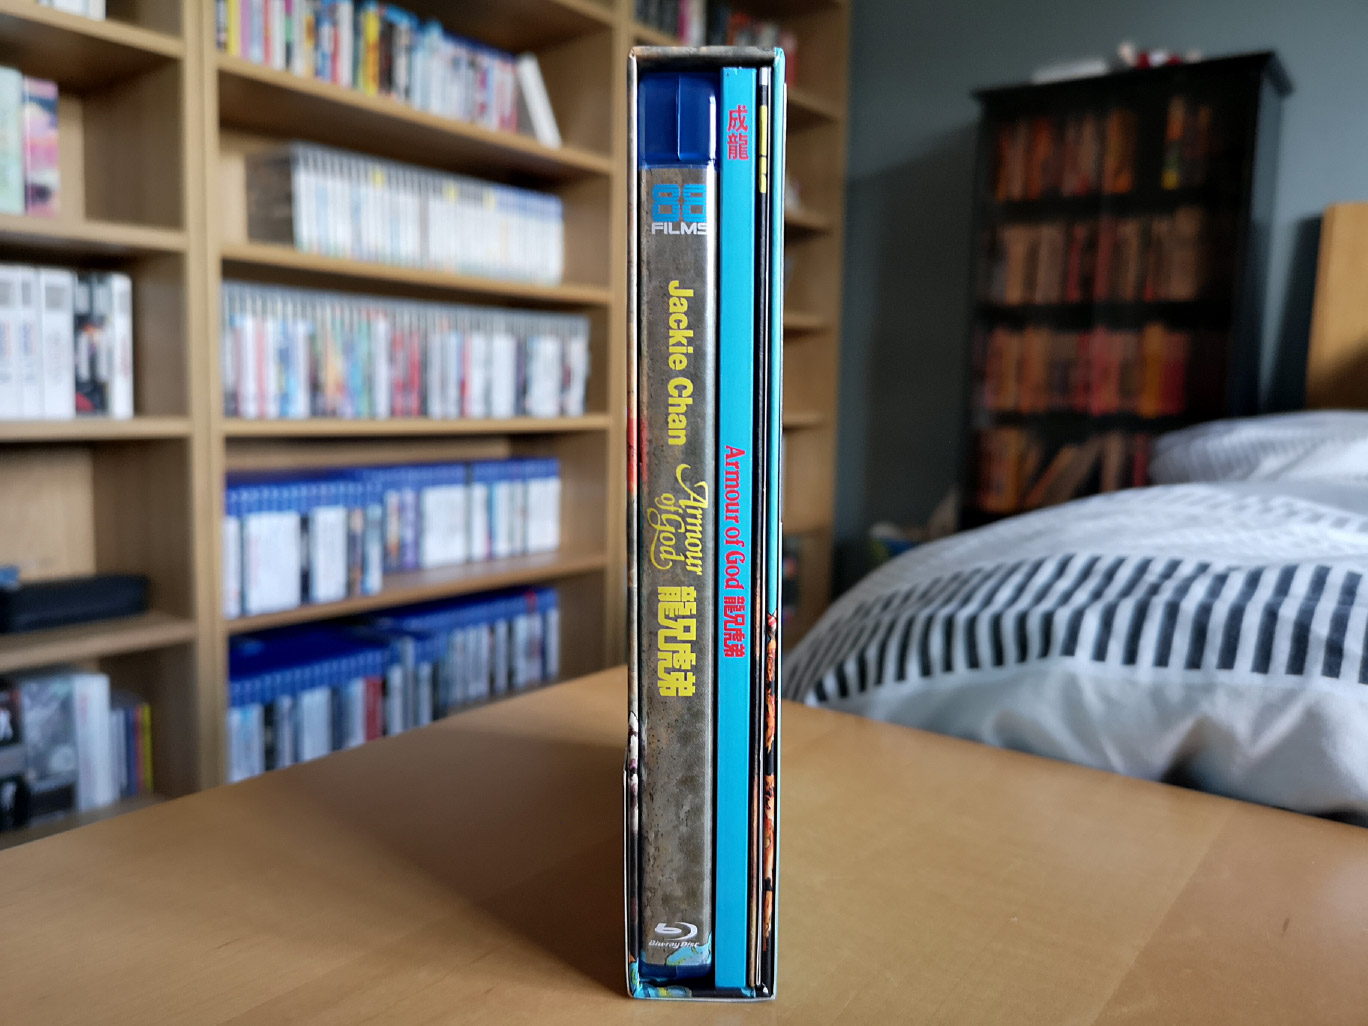 88
FILMS
Jackie Chan
Armour
of God
龍兄虎弟
Blu-ray Disc
成龍
Armour of God 龍兄虎弟